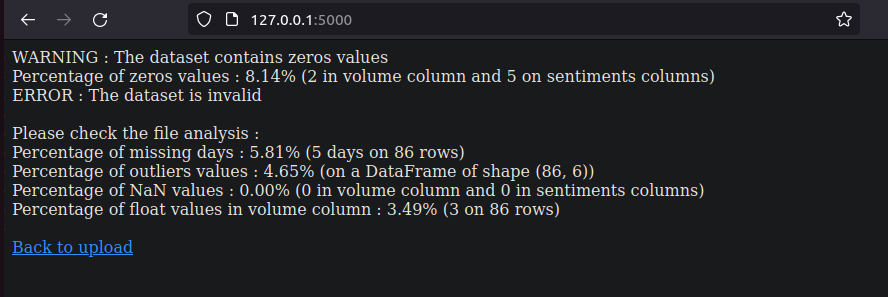 127.0.0.1:5000
WARNING : The dataset contains zeros values
Percentage of zeros values : 8.14% (2 in volume column and 5 on sentiments columns)
ERROR : The dataset is invalid
Please check the file analysis :
Percentage of missing days : 5.81% (5 days on 86 rows)
Percentage of outliers values : 4.65% (on a DataFrame of shape (86, 6))
Percentage of NaN values : 0.00% (0 in volume column and 0 in sentiments columns)
Percentage of float values in volume column : 3.49% (3 on 86 rows)
Back to upload